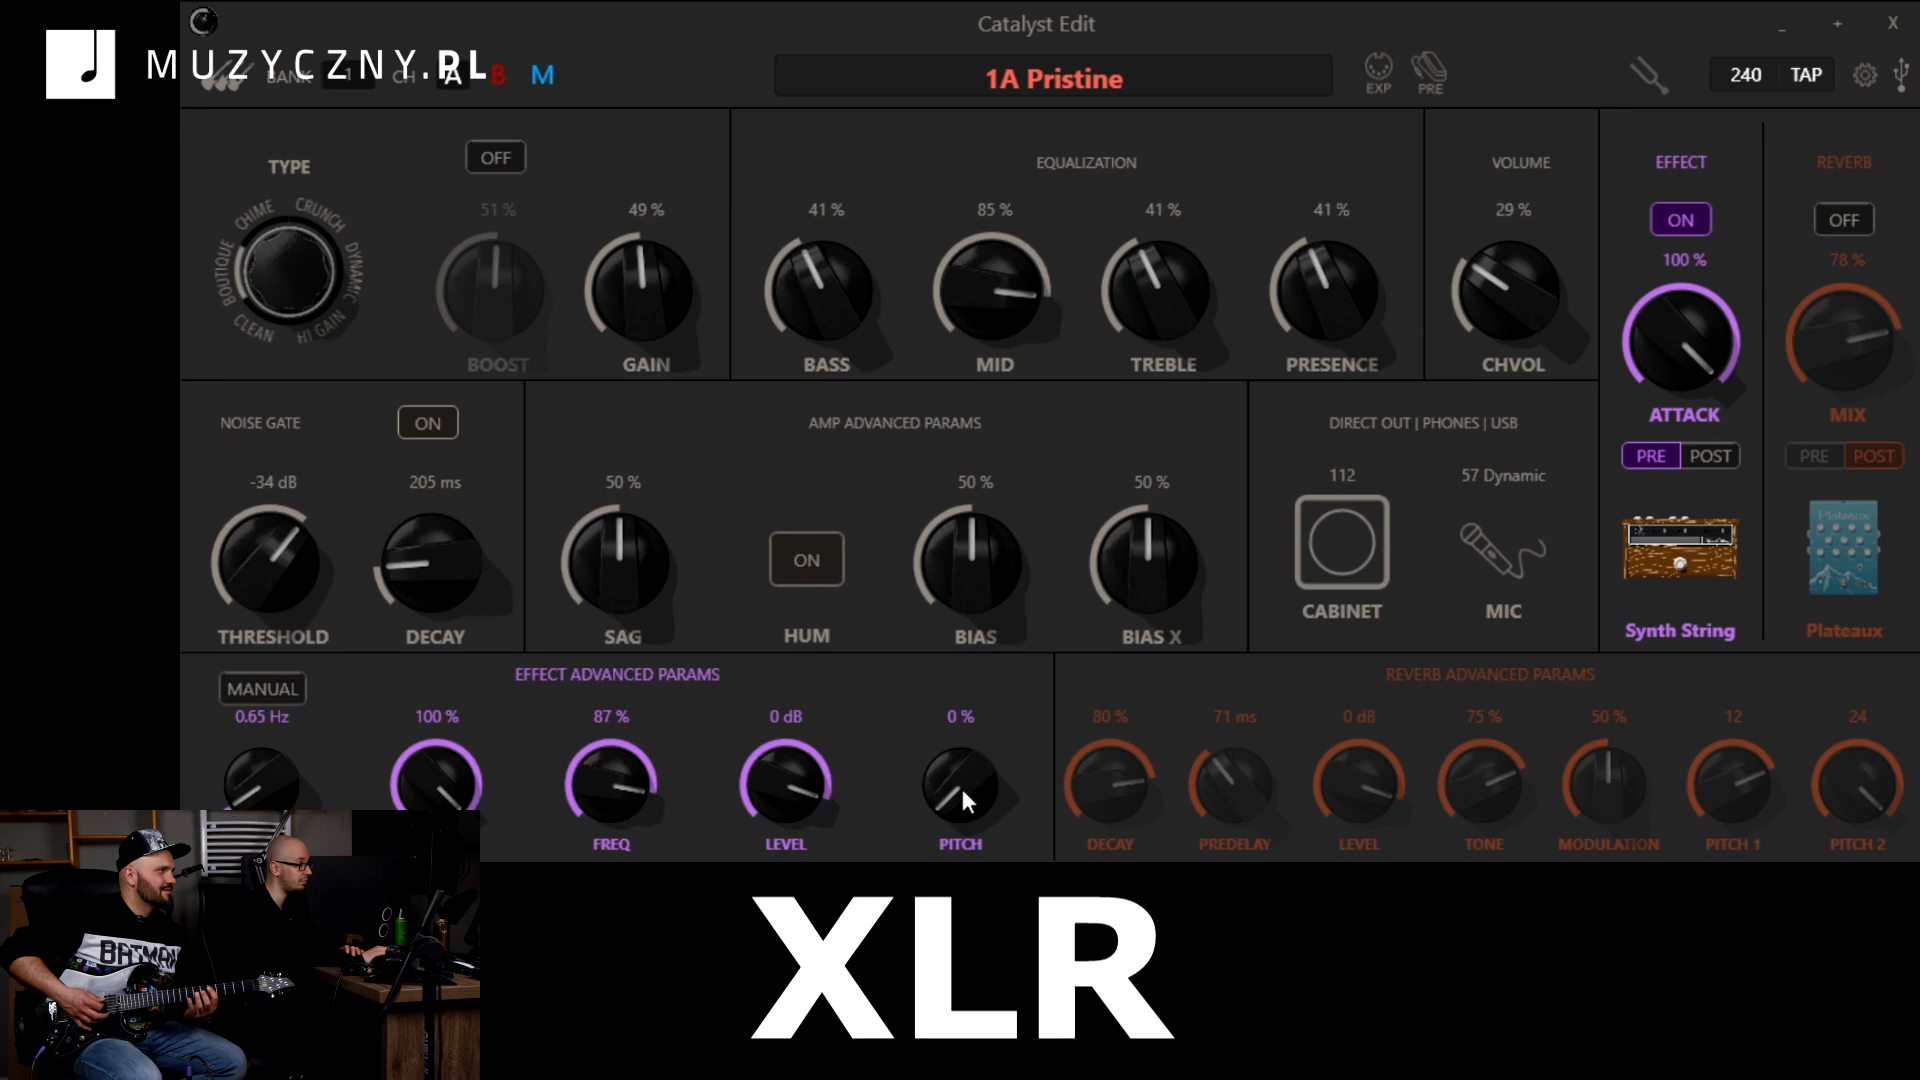 Catalyst Edit
MUZYCZNY.PL
BANK 1 CH A B M
1A Pristine
EXP PRE
240 TAP
TYPE
OFF
BOUTIQUE CHIME CRUNCH DYNAMIC HI GAIN CLEAN
51 % 49 %
BOOST GAIN
EQUALIZATION
41 % 85 % 41 % 41 %
BASS MID TREBLE PRESENCE
VOLUME
29 %
CHVOL
EFFECT
ON
100 %
ATTACK
PRE POST
Synth String
REVERB
OFF
78 %
MIX
PRE POST
Plateaux
Plateaux
NOISE GATE ON
-34 dB 205 ms
THRESHOLD DECAY
AMP ADVANCED PARAMS
50 % 50 % 50 %
ON
SAG HUM BIAS BIAS X
DIRECT OUT | PHONES | USB
112 57 Dynamic
CABINET MIC
EFFECT ADVANCED PARAMS
MANUAL
0.65 Hz 100 % 87 % 0 dB 0 %
FREQ LEVEL PITCH
REVERB ADVANCED PARAMS
80 % 71 ms 0 dB 75 % 50 % 12 24
DECAY PREDELAY LEVEL TONE MODULATION PITCH 1 PITCH 2
BATMAN
XLR